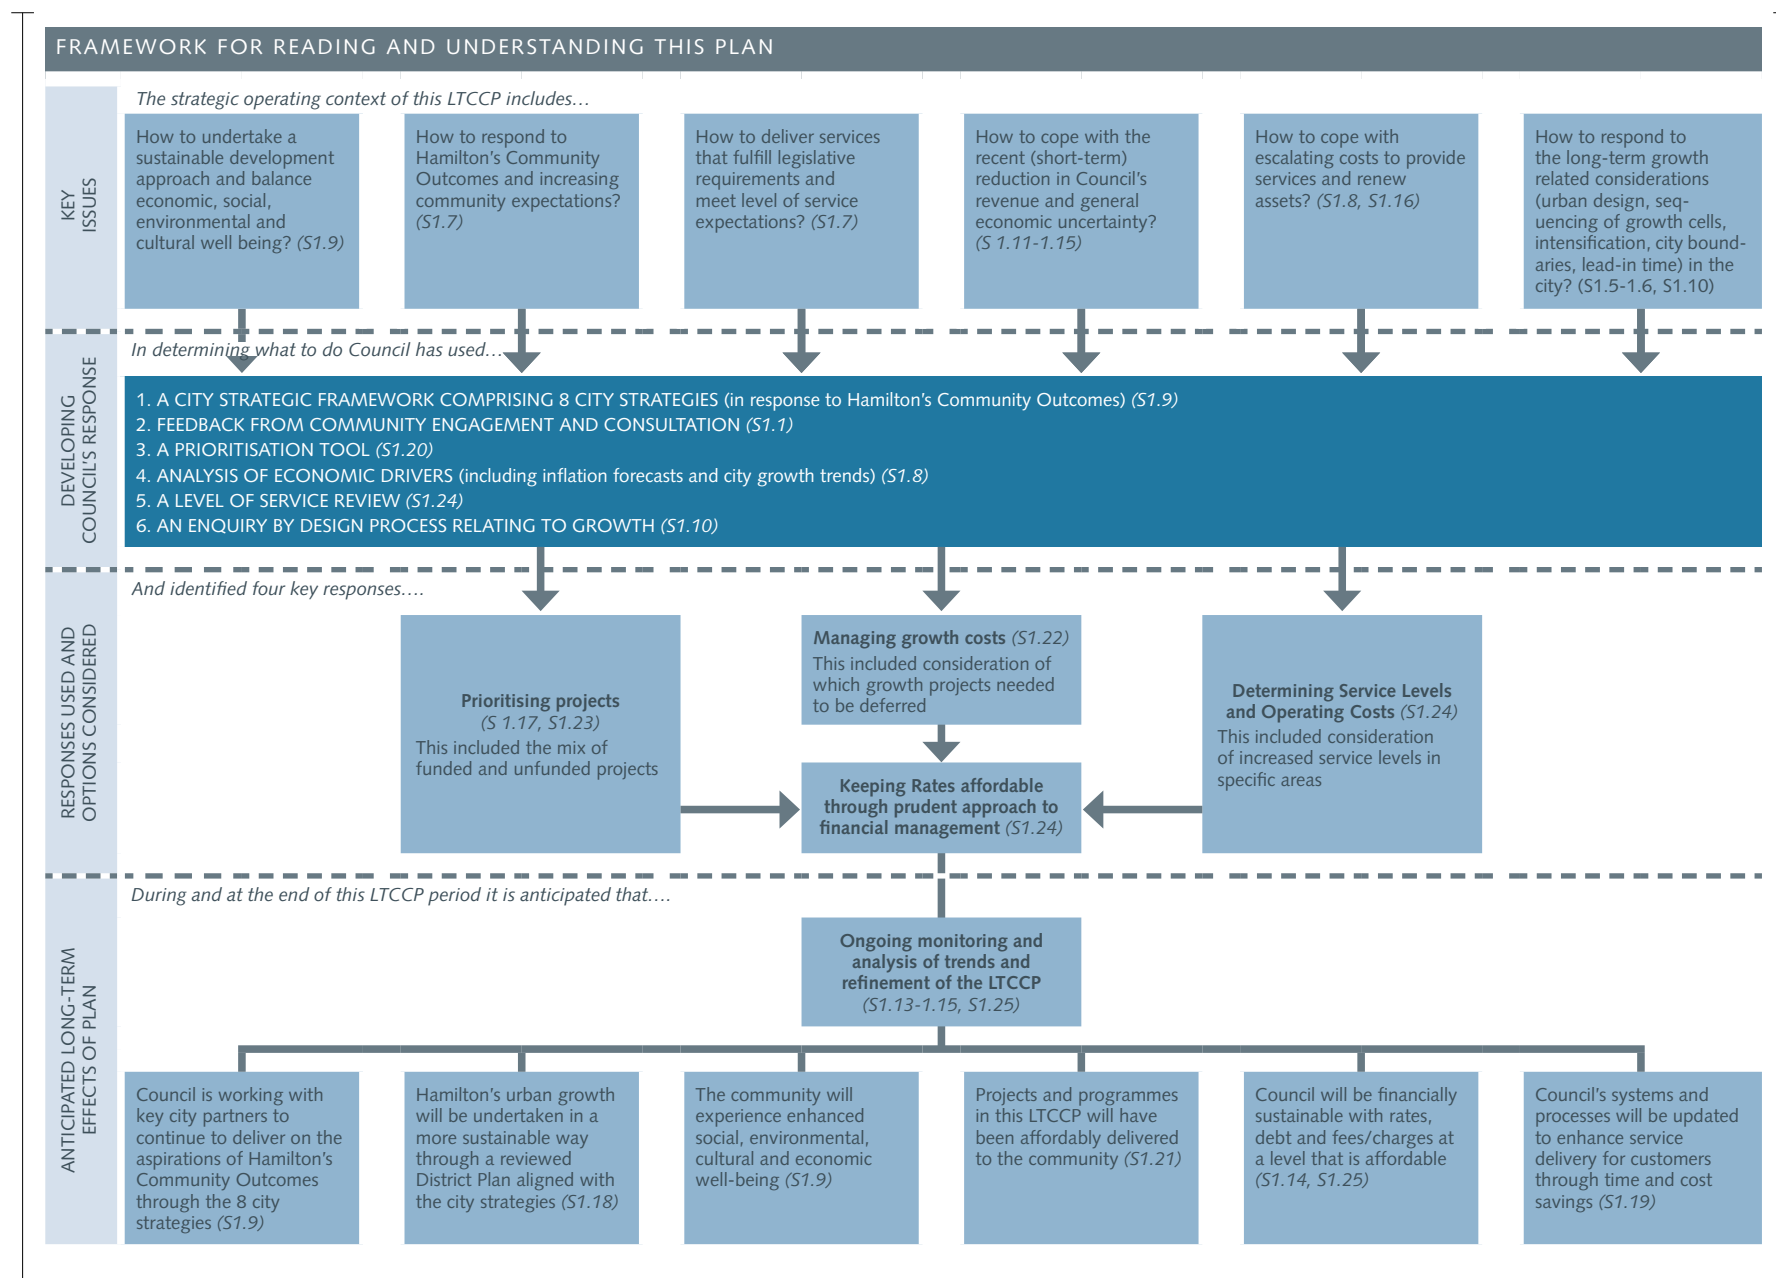 FRAMEWORK FOR READING AND UNDERSTANDING THIS PLAN
KEY
ISSUES
The strategic operating context of this LTCCP includes…
How to undertake a
sustainable development
approach and balance
economic, social,
environmental and
cultural well being? (S1.9)
How to respond to
Hamilton’s Community
Outcomes and increasing
community expectations?
(S1.7)
How to deliver services
that fulfill legislative
requirements and
meet level of service
expectations? (S1.7)
How to cope with the
recent (short-term)
reduction in Council’s
revenue and general
economic uncertainty?
(S 1.11-1.15)
How to cope with
escalating costs to provide
services and renew
assets? (S1.8, S1.16)
How to respond to
the long-term growth
related considerations
(urban design, seq-
uencing of growth cells,
intensification, city bound-
aries, lead-in time) in the
city? (S1.5-1.6, S1.10)
DEVELOPING
COUNCIL’S RESPONSE
In determining what to do Council has used…
1. A CITY STRATEGIC FRAMEWORK COMPRISING 8 CITY STRATEGIES (in response to Hamilton’s Community Outcomes) (S1.9)
2. FEEDBACK FROM COMMUNITY ENGAGEMENT AND CONSULTATION (S1.1)
3. A PRIORITISATION TOOL (S1.20)
4. ANALYSIS OF ECONOMIC DRIVERS (including inflation forecasts and city growth trends) (S1.8)
5. A LEVEL OF SERVICE REVIEW (S1.24)
6. AN ENQUIRY BY DESIGN PROCESS RELATING TO GROWTH (S1.10)
RESPONSES USED AND
OPTIONS CONSIDERED
And identified four key responses….
Prioritising projects
(S 1.17, S1.23)
This included the mix of
funded and unfunded projects
Managing growth costs (S1.22)
This included consideration of
which growth projects needed
to be deferred
Keeping Rates affordable
through prudent approach to
financial management (S1.24)
Determining Service Levels
and Operating Costs (S1.24)
This included consideration
of increased service levels in
specific areas
ANTICIPATED LONG-TERM
EFFECTS OF PLAN
During and at the end of this LTCCP period it is anticipated that….
Ongoing monitoring and
analysis of trends and
refinement of the LTCCP
(S1.13-1.15, S1.25)
Council is working with
key city partners to
continue to deliver on the
aspirations of Hamilton’s
Community Outcomes
through the 8 city
strategies (S1.9)
Hamilton’s urban growth
will be undertaken in a
more sustainable way
through a reviewed
District Plan aligned with
the city strategies (S1.18)
The community will
experience enhanced
social, environmental,
cultural and economic
well-being (S1.9)
Projects and programmes
in this LTCCP will have
been affordably delivered
to the community (S1.21)
Council will be financially
sustainable with rates,
debt and fees/charges at
a level that is affordable
(S1.14, S1.25)
Council’s systems and
processes will be updated
to enhance service
delivery for customers
through time and cost
savings (S1.19)